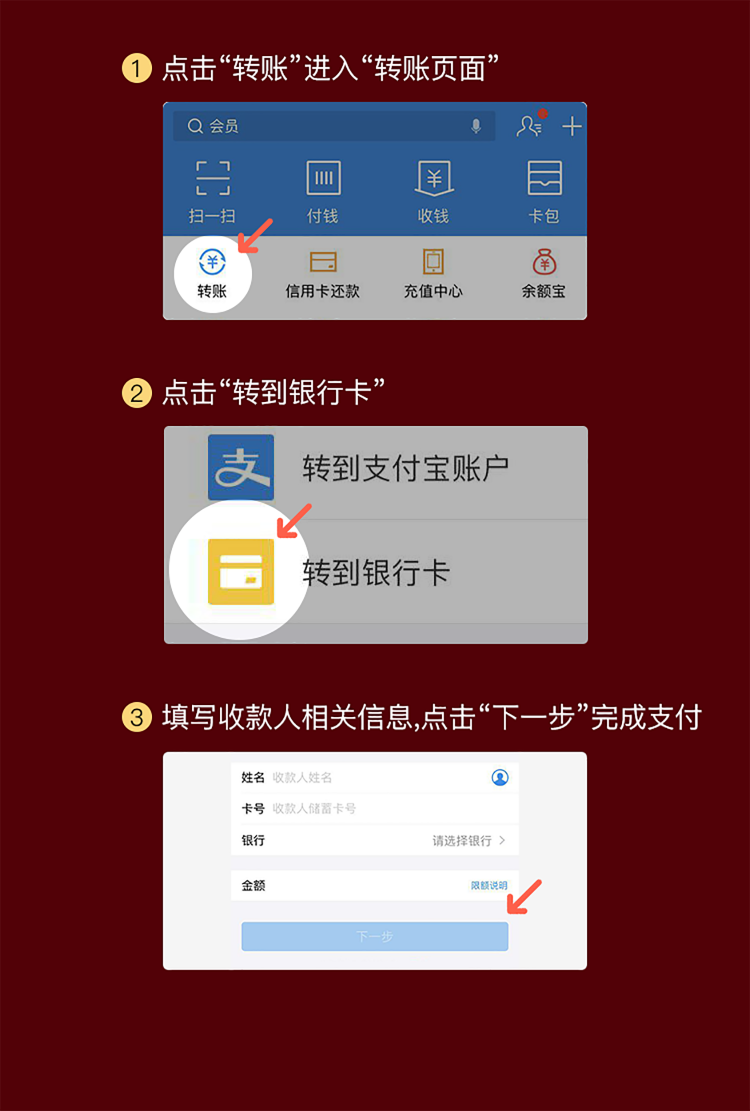 1 点击“转账”进入“转账页面”
会员
扫一扫 付钱 收钱 卡包
转账 信用卡还款 充值中心 余额宝
2 点击“转到银行卡”
支 转到支付宝账户
转到银行卡
3 填写收款人相关信息,点击“下一步”完成支付
姓名 收款人姓名
卡号 收款人储蓄卡号
银行 请选择银行 >
金额 限额说明
下一步